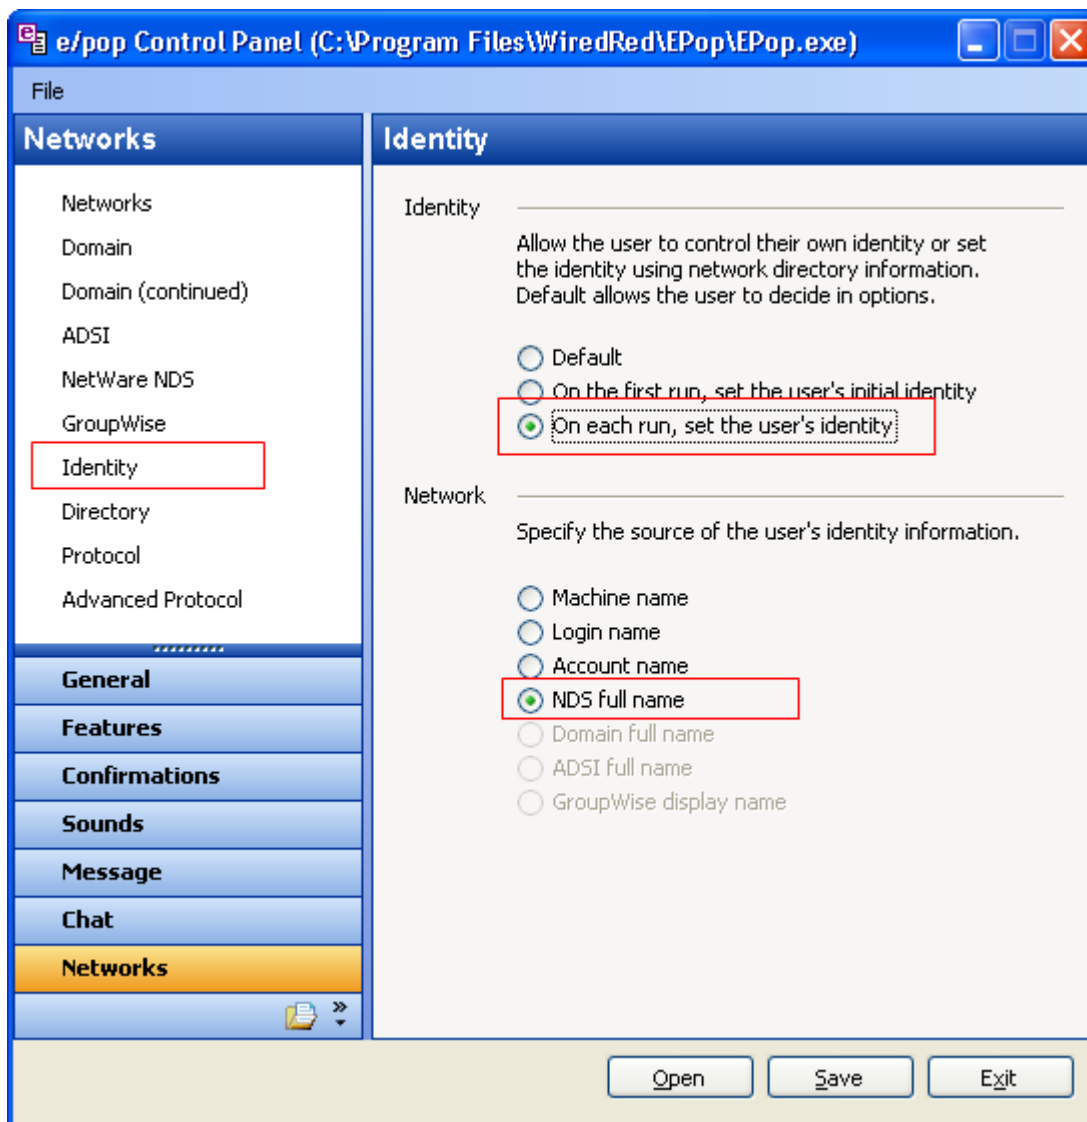 e/pop Control Panel (C:\Program Files\WiredRed\EPop\EPop.exe)
File
Networks
Networks
Domain
Domain (continued)
ADSI
NetWare NDS
GroupWise
Identity
Directory
Protocol
Advanced Protocol
General
Features
Confirmations
Sounds
Message
Chat
Networks
Identity
Identity
Allow the user to control their own identity or set
the identity using network directory information.
Default allows the user to decide in options.
Default
On the first run, set the user's initial identity
On each run, set the user's identity
Network
Specify the source of the user's identity information.
Machine name
Login name
Account name
NDS full name
Domain full name
ADSI full name
GroupWise display name
Open
Save
Exit